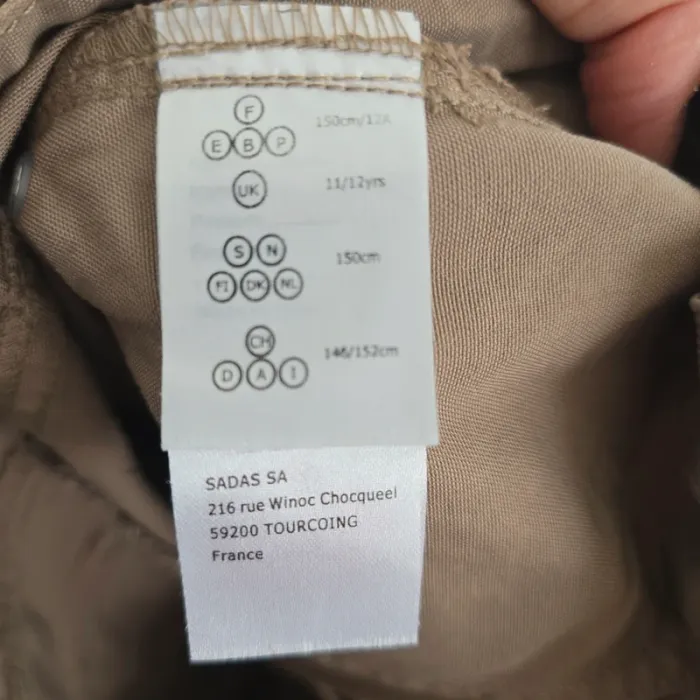 F 150cm/12A
E B P
UK 11/12yrs
S N 150cm
FI DK NL
CH 146/152cm
D A I
SADAS SA
216 rue Winoc Chocqueel
59200 TOURCOING
France